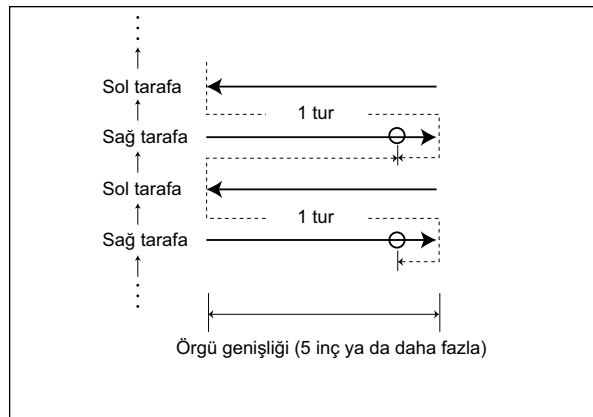 Sol tarafa
1 tur
Sağ tarafa
Sol tarafa
1 tur
Sağ tarafa
Örgü genişliği (5 inç ya da daha fazla)